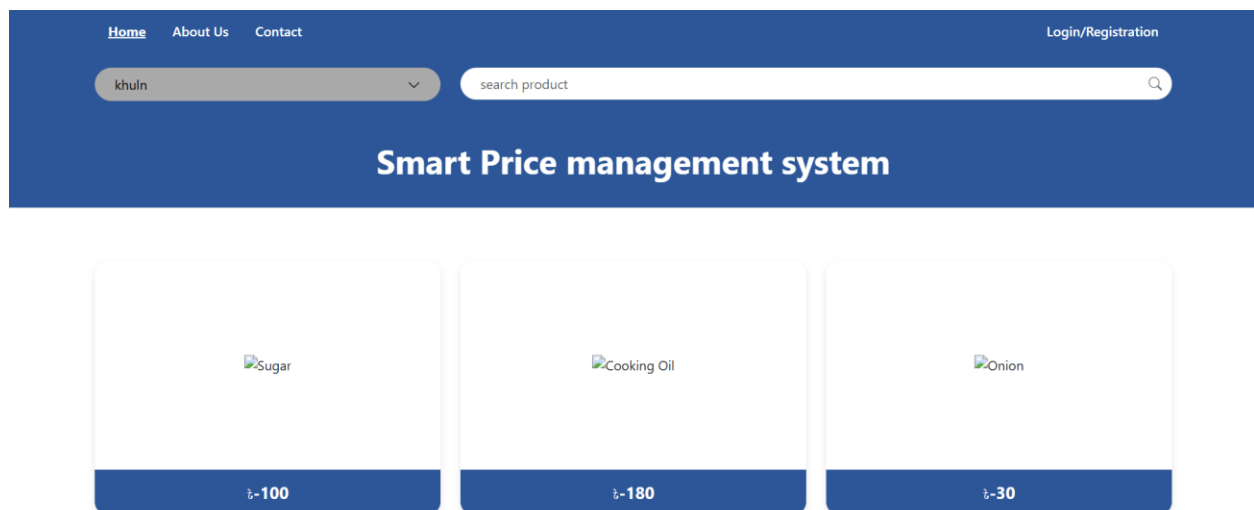 Home About Us Contact Login/Registration
khuln search product
Smart Price management system
Sugar Cooking Oil Onion
৳-100 ৳-180 ৳-30